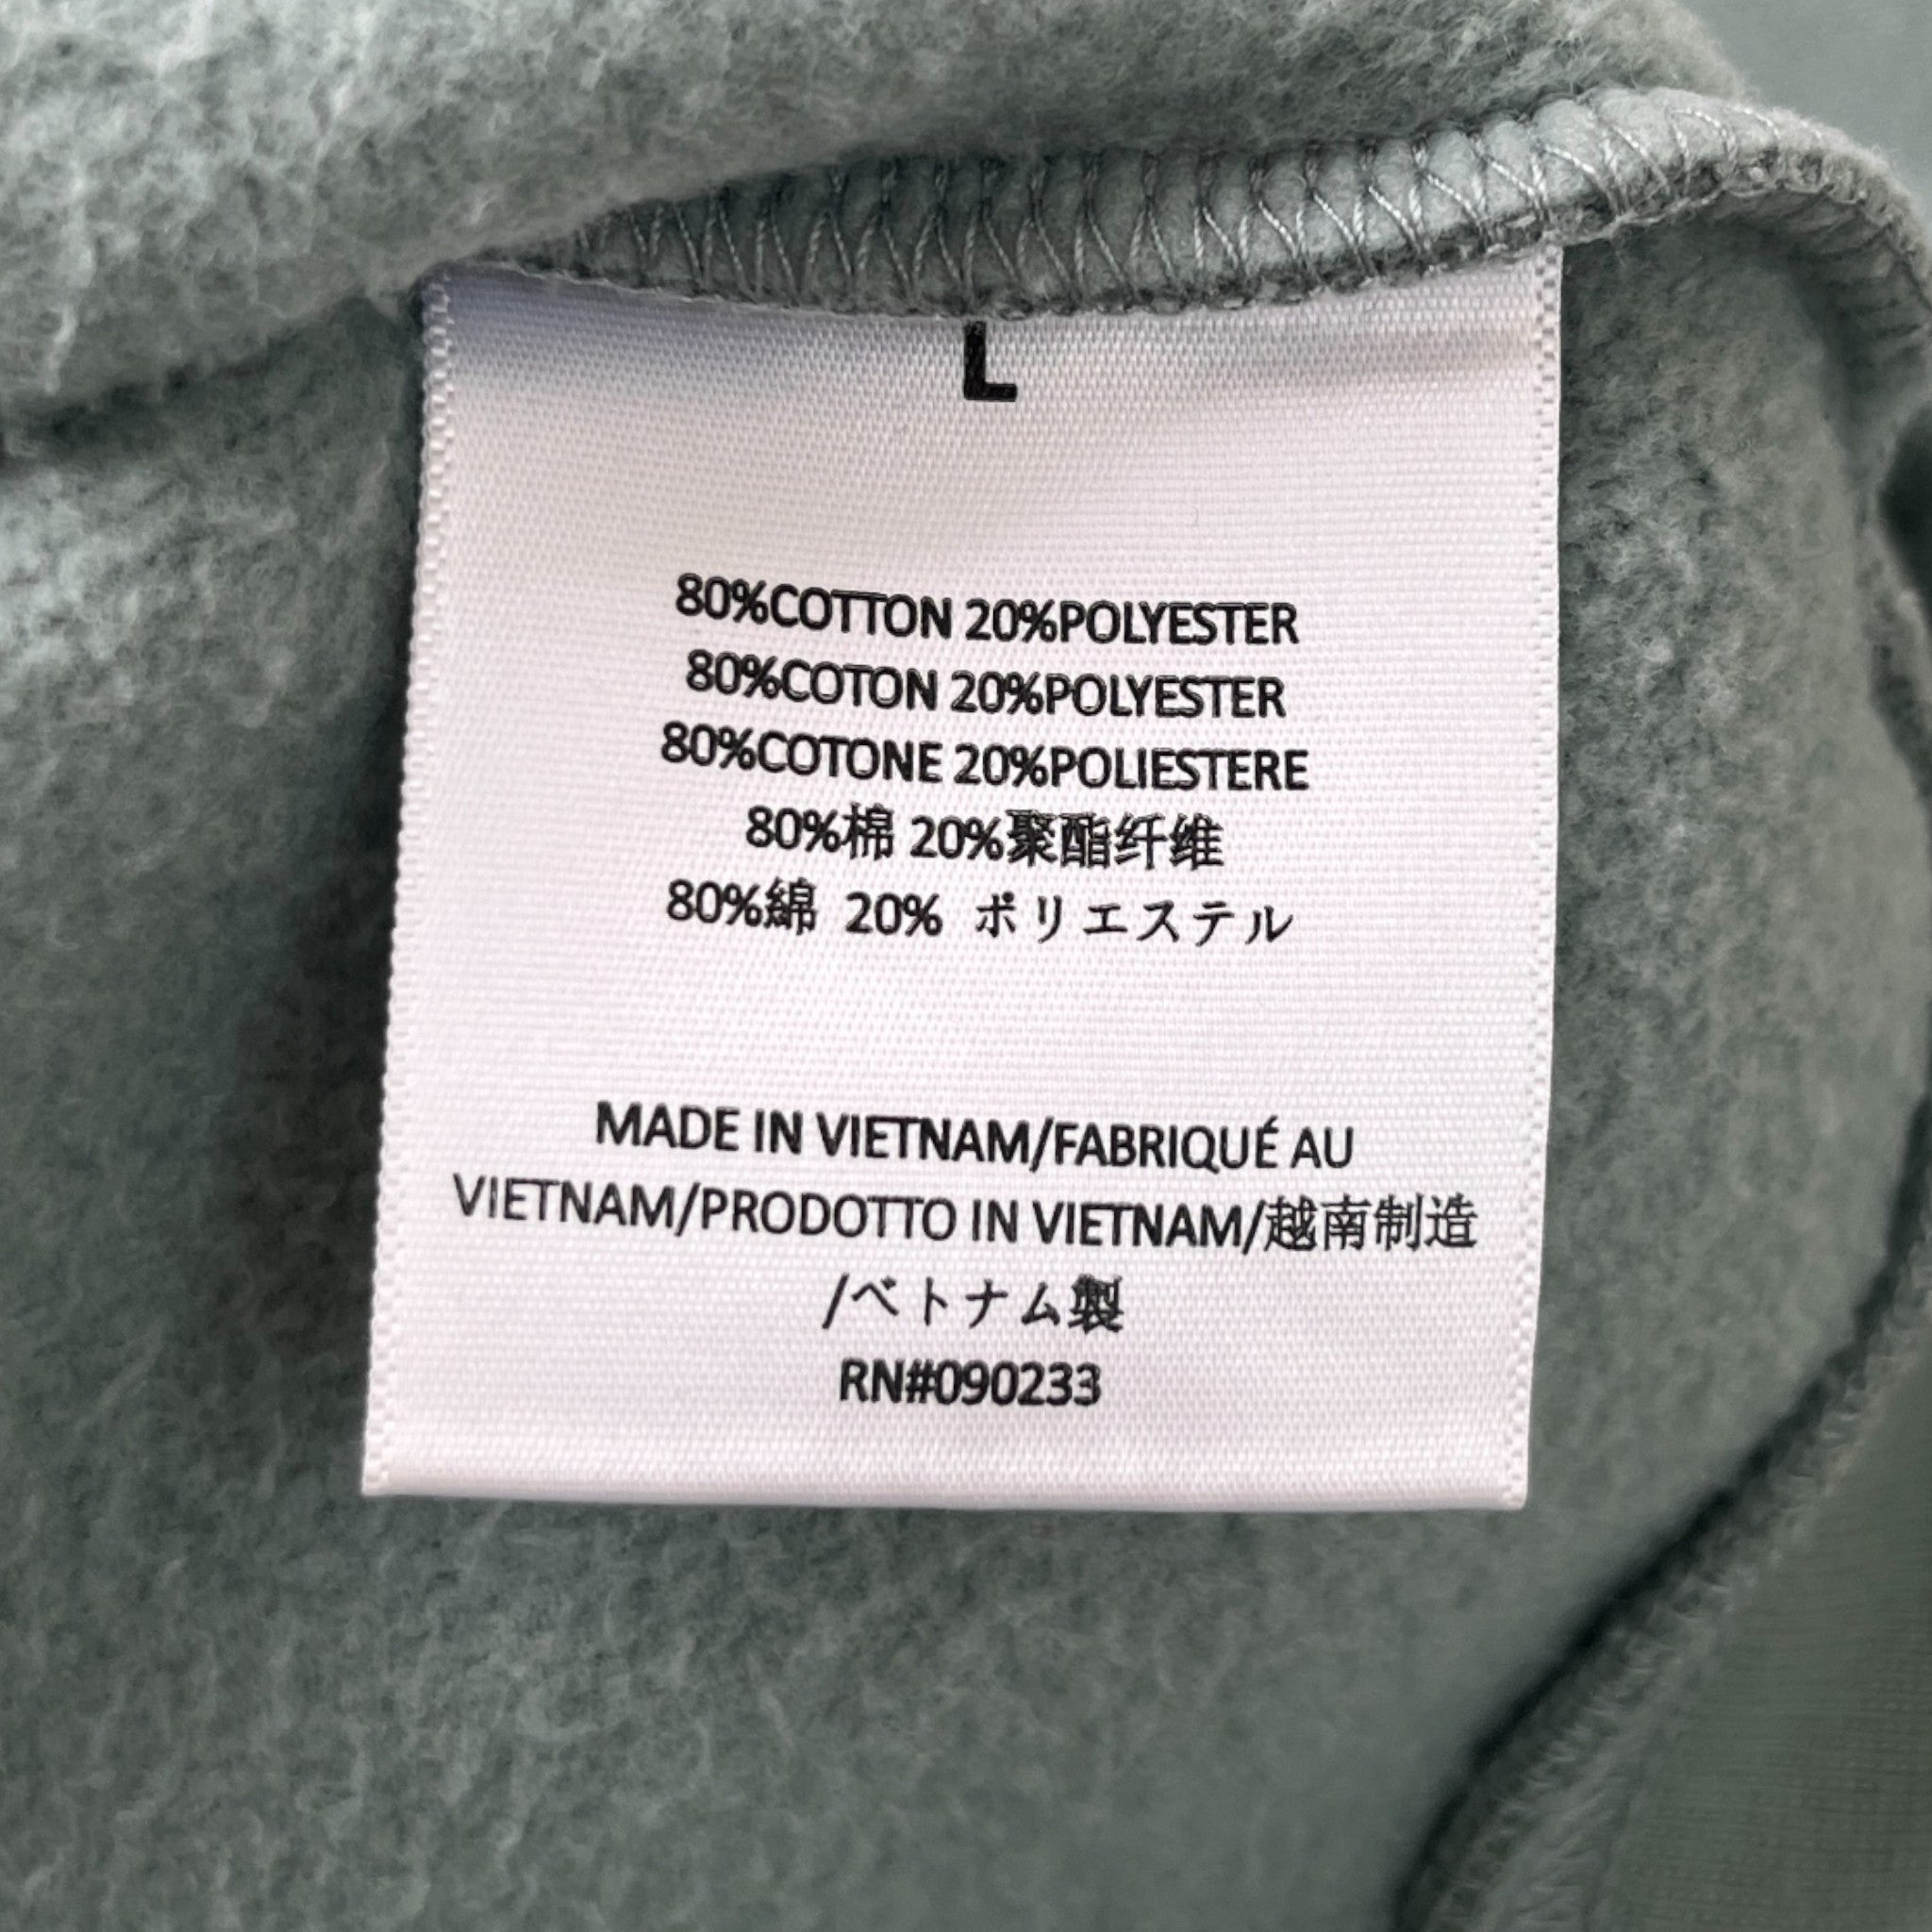 L
80%COTTON 20%POLYESTER
80%COTON 20%POLYESTER
80%COTONE 20%POLIESTERE
80%棉 20%聚酯纤维
80%綿 20% ポリエステル
MADE IN VIETNAM/FABRIQUÉ AU
VIETNAM/PRODOTTO IN VIETNAM/越南制造
/ベトナム製
RN#090233